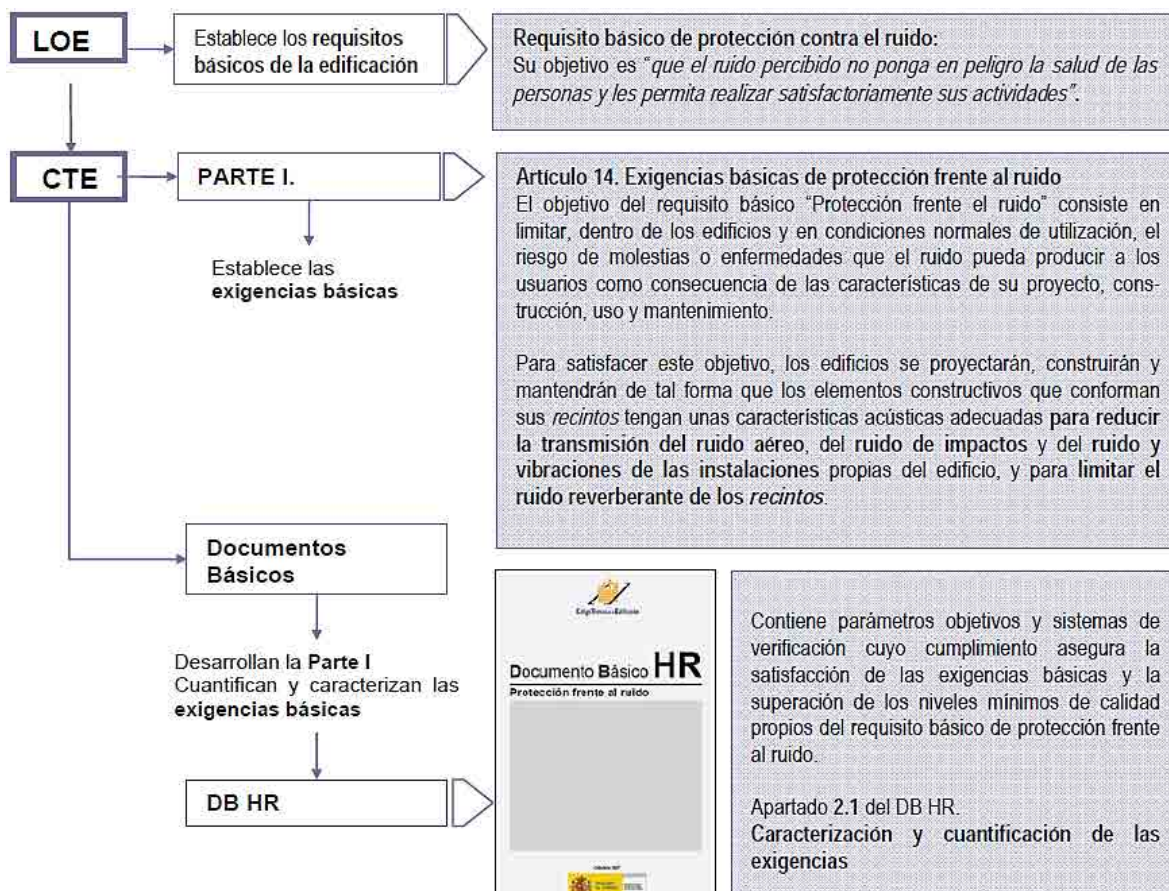 LOE
Establece los requisitos
básicos de la edificación
Requisito básico de protección contra el ruido:
Su objetivo es “que el ruido percibido no ponga en peligro la salud de las
personas y les permita realizar satisfactoriamente sus actividades”.
CTE
PARTE I.
Establece las
exigencias básicas
Artículo 14. Exigencias básicas de protección frente al ruido
El objetivo del requisito básico “Protección frente el ruido” consiste en
limitar, dentro de los edificios y en condiciones normales de utilización, el
riesgo de molestias o enfermedades que el ruido pueda producir a los
usuarios como consecuencia de las características de su proyecto, cons-
trucción, uso y mantenimiento.
Para satisfacer este objetivo, los edificios se proyectarán, construirán y
mantendrán de tal forma que los elementos constructivos que conforman
sus recintos tengan unas características acústicas adecuadas para reducir
la transmisión del ruido aéreo, del ruido de impactos y del ruido y
vibraciones de las instalaciones propias del edificio, y para limitar el
ruido reverberante de los recintos.
Documentos
Básicos
Desarrollan la Parte I
Cuantifican y caracterizan las
exigencias básicas
DB HR
Documento Básico HR
Protección frente al ruido
Contiene parámetros objetivos y sistemas de
verificación cuyo cumplimiento asegura la
satisfacción de las exigencias básicas y la
superación de los niveles mínimos de calidad
propios del requisito básico de protección frente
al ruido.
Apartado 2.1 del DB HR.
Caracterización y cuantificación de las
exigencias